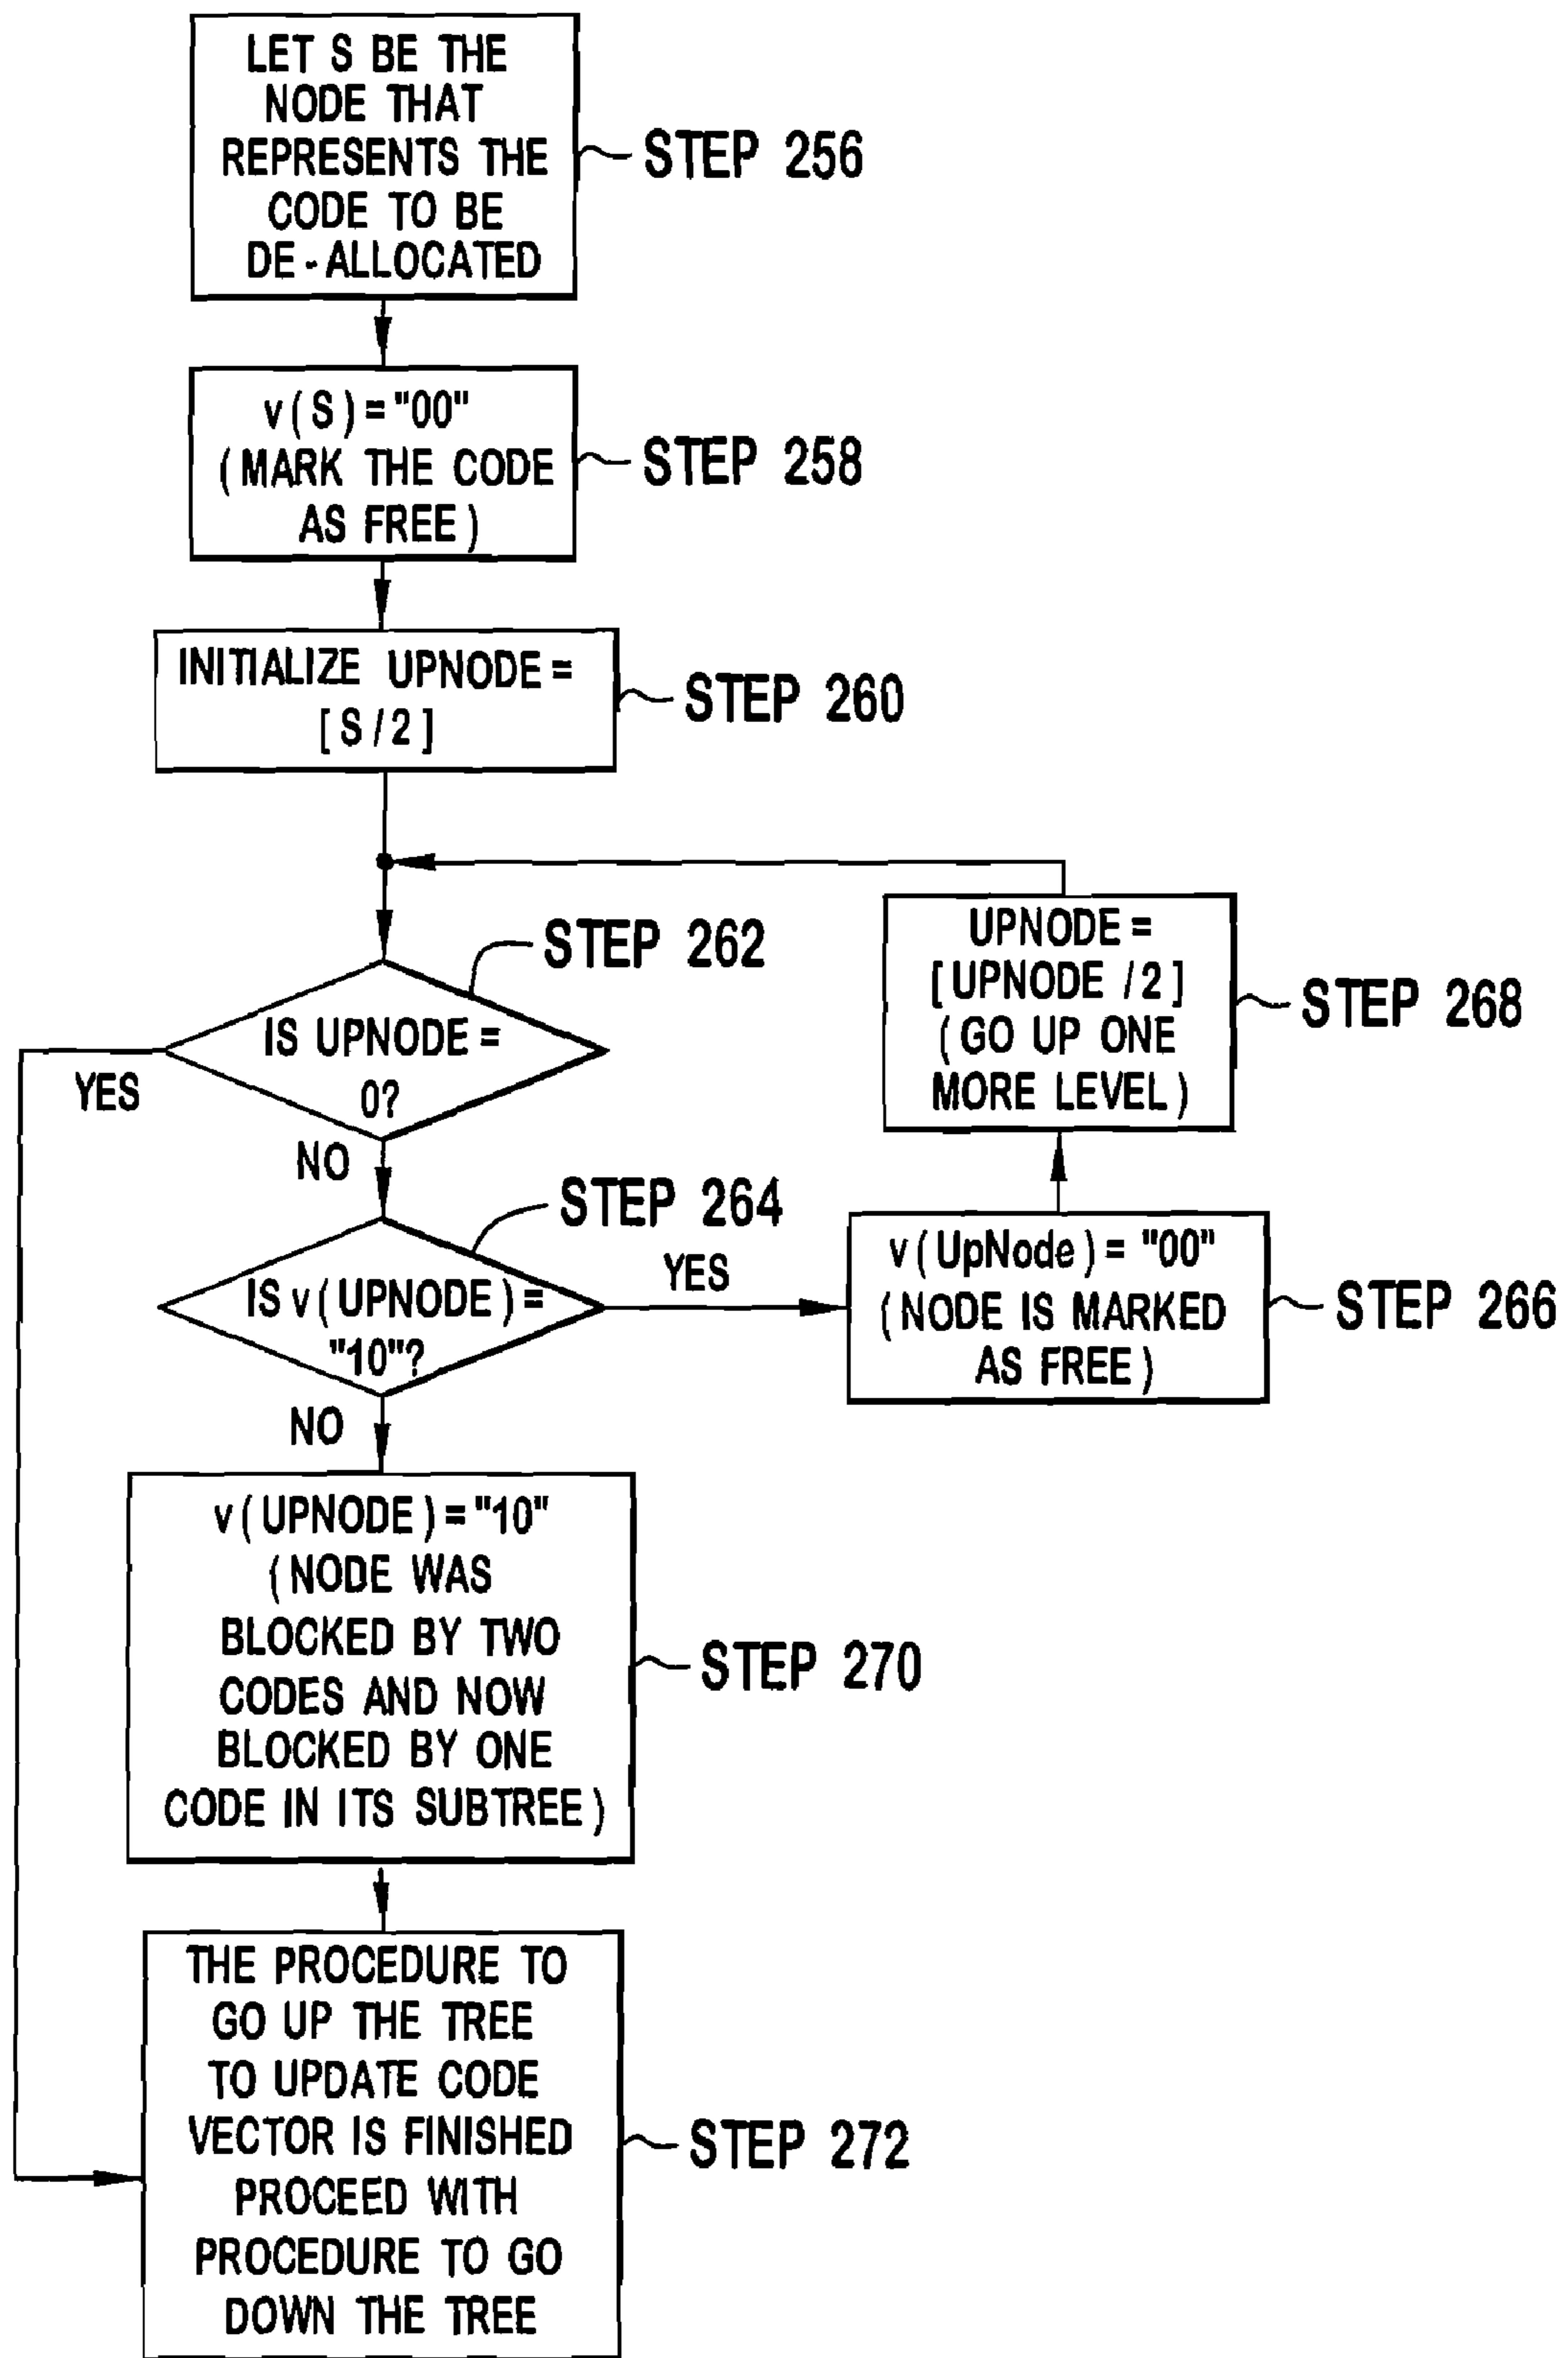 LET S BE THE
NODE THAT
REPRESENTS THE
CODE TO BE
DE-ALLOCATED
STEP 256
v(S)="00"
(MARK THE CODE
AS FREE)
STEP 258
INITIALIZE UPNODE=
[S/2]
STEP 260
STEP 262
IS UPNODE=
0?
YES
NO
UPNODE=
[UPNODE/2]
(GO UP ONE
MORE LEVEL)
STEP 268
STEP 264
IS v(UPNODE)=
"10"?
YES
NO
v(UpNode)= "00"
(NODE IS MARKED
AS FREE)
STEP 266
v(UPNODE)="10"
(NODE WAS
BLOCKED BY TWO
CODES AND NOW
BLOCKED BY ONE
CODE IN ITS SUBTREE)
STEP 270
THE PROCEDURE TO
GO UP THE TREE
TO UPDATE CODE
VECTOR IS FINISHED
PROCEED WITH
PROCEDURE TO GO
DOWN THE TREE
STEP 272